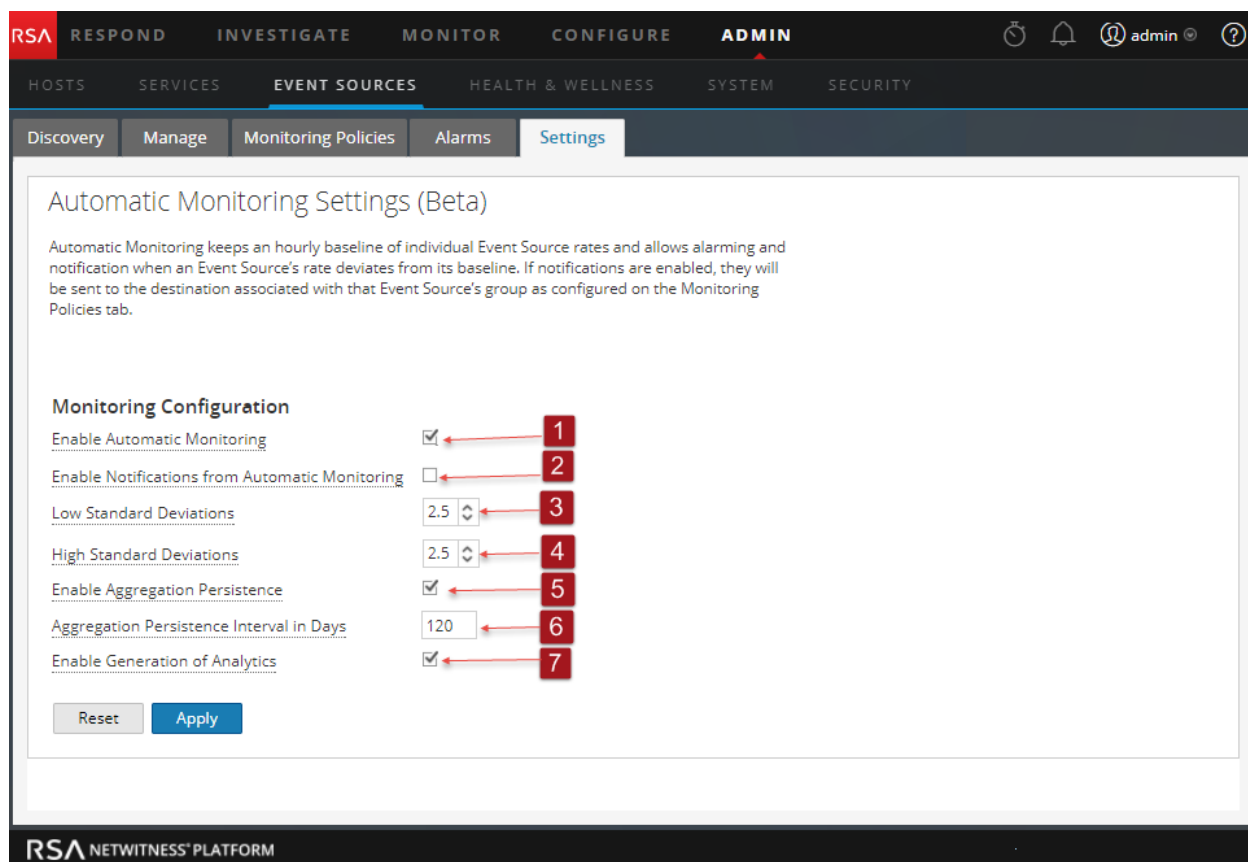 RSA RESPOND INVESTIGATE MONITOR CONFIGURE ADMIN admin ?
HOSTS SERVICES EVENT SOURCES HEALTH & WELLNESS SYSTEM SECURITY
Discovery Manage Monitoring Policies Alarms Settings
Automatic Monitoring Settings (Beta)
Automatic Monitoring keeps an hourly baseline of individual Event Source rates and allows alarming and
notification when an Event Source's rate deviates from its baseline. If notifications are enabled, they will
be sent to the destination associated with that Event Source's group as configured on the Monitoring
Policies tab.
Monitoring Configuration
Enable Automatic Monitoring 1
Enable Notifications from Automatic Monitoring 2
Low Standard Deviations 2.5 3
High Standard Deviations 2.5 4
Enable Aggregation Persistence 5
Aggregation Persistence Interval in Days 120 6
Enable Generation of Analytics 7
Reset Apply
RSA NETWITNESS® PLATFORM